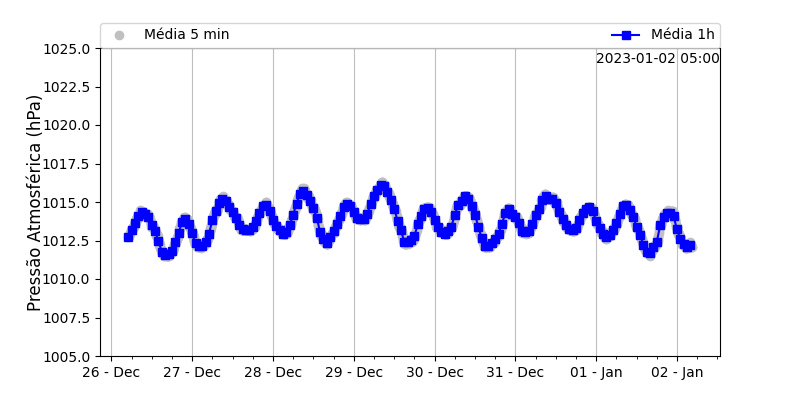 Média 5 min
Média 1h
2023-01-02 05:00
Pressão Atmosférica (hPa)
1025.0
1022.5
1020.0
1017.5
1015.0
1012.5
1010.0
1007.5
1005.0
26 - Dec
27 - Dec
28 - Dec
29 - Dec
30 - Dec
31 - Dec
01 - Jan
02 - Jan